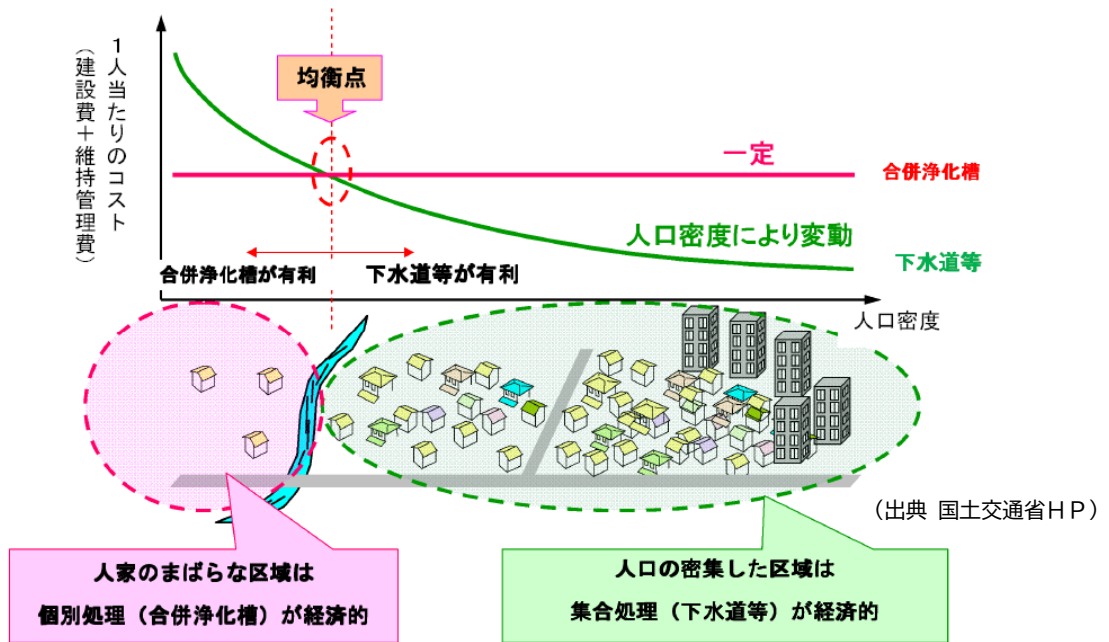 1人当たりのコスト
（建設費＋維持管理費）
均衡点
一定
合併浄化槽
人口密度により変動
下水道等
合併浄化槽が有利
下水道等が有利
人口密度
（出典 国土交通省ＨＰ）
人家のまばらな区域は
個別処理（合併浄化槽）が経済的
人口の密集した区域は
集合処理（下水道等）が経済的